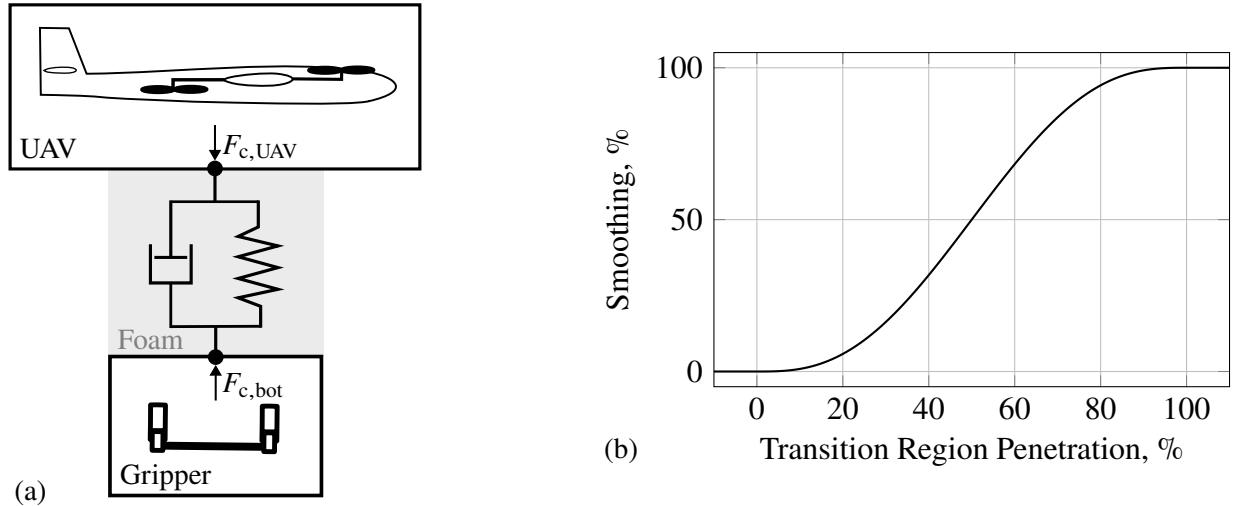 UAV
F_c,UAV
Foam
F_c,bot
Gripper
(a)
100
50
0
Smoothing, %
0 20 40 60 80 100
Transition Region Penetration, %
(b)